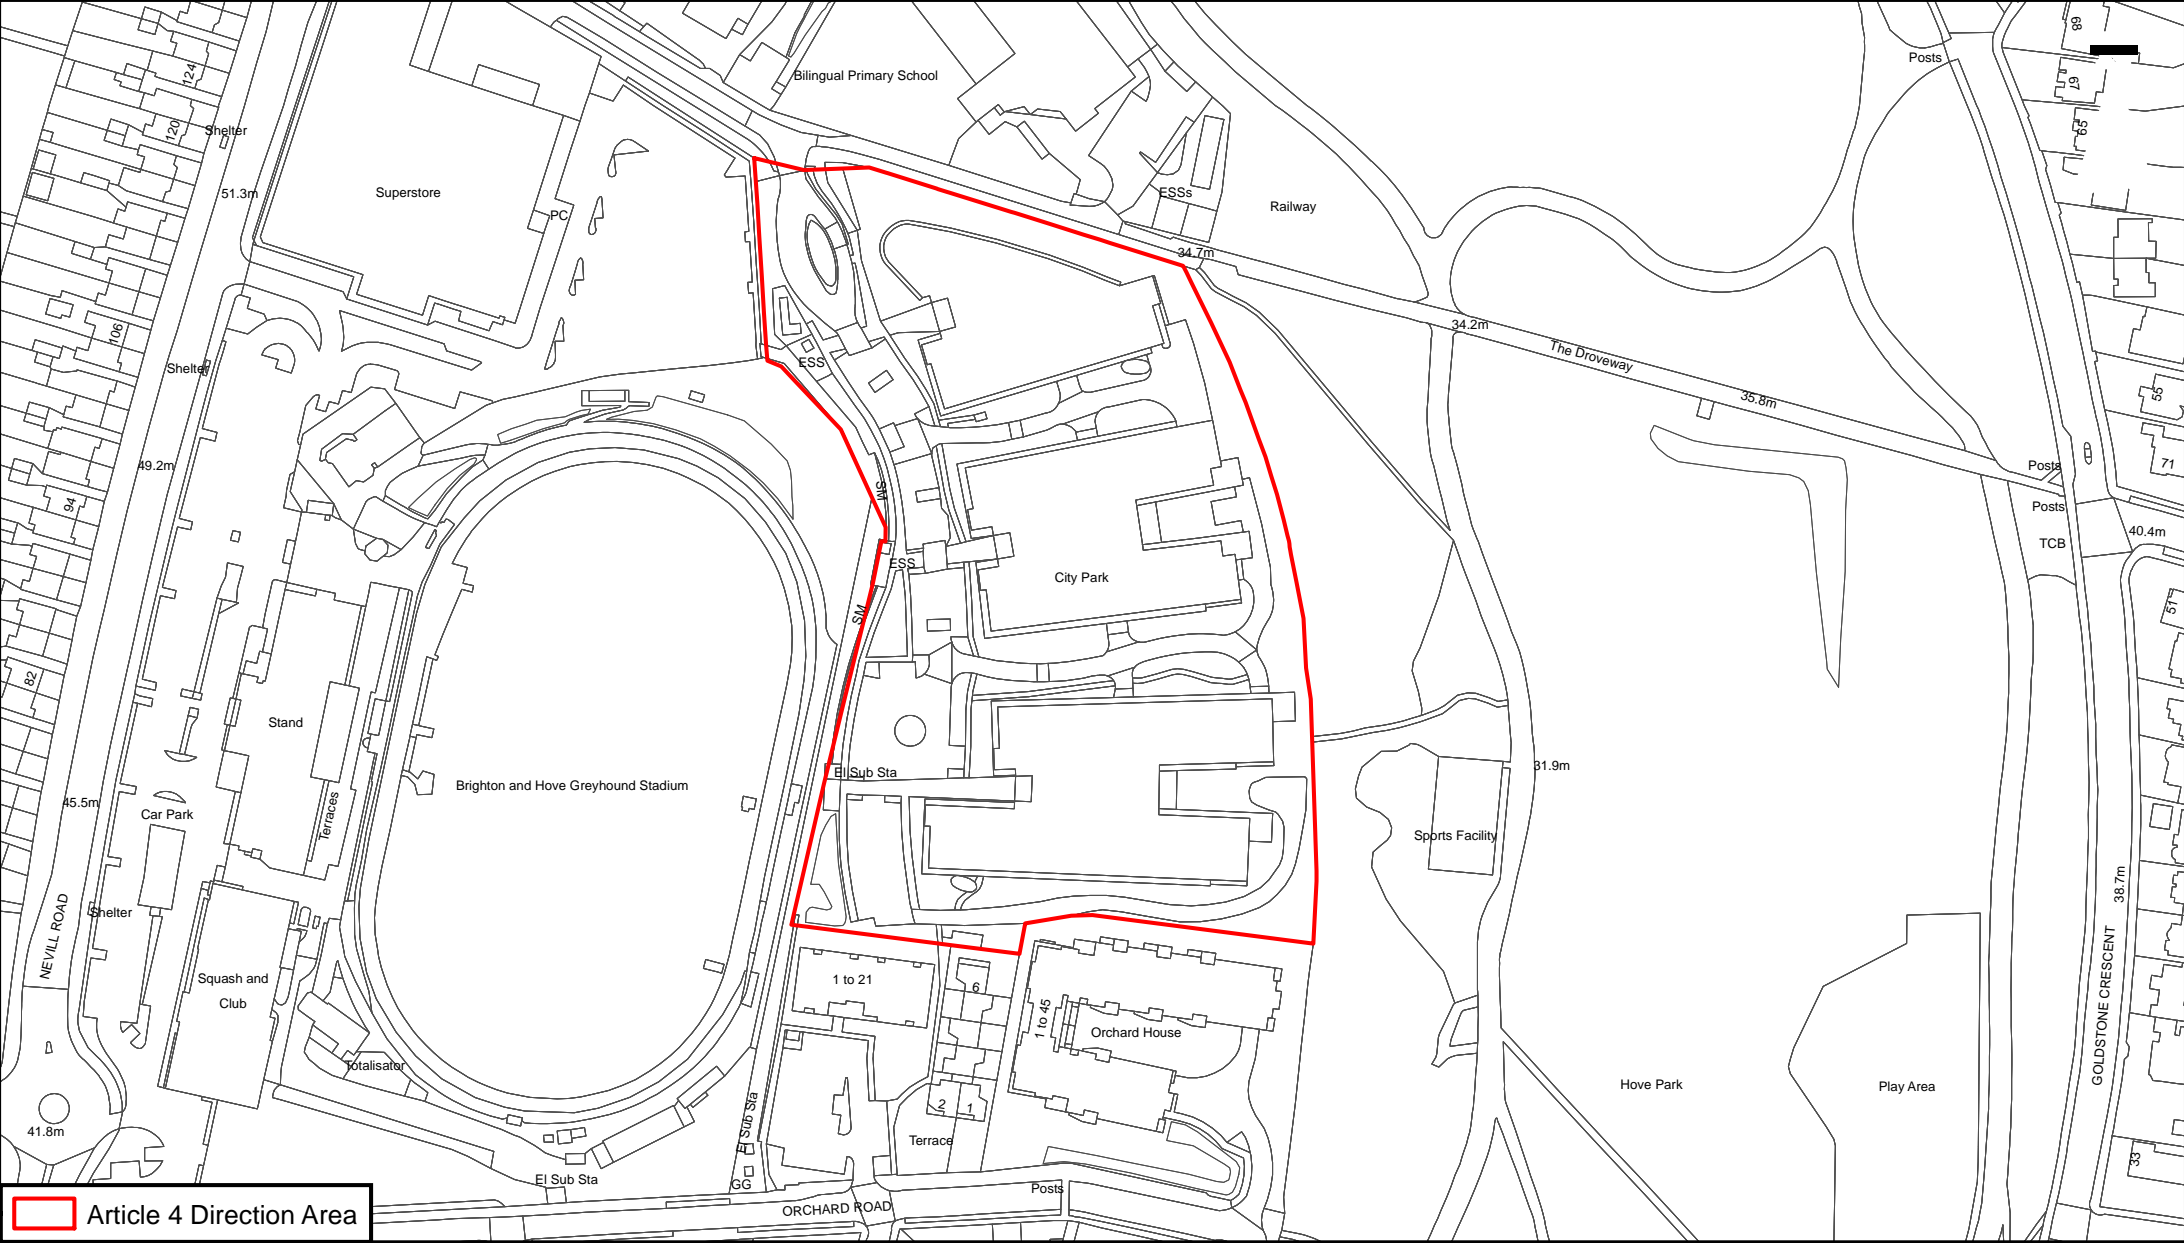 68
Posts
124
Bilingual Primary School
67
120
Shelter
65
51.3m
Superstore
PC
ESSs
Railway
34.7m
106
34.2m
Shelter
ESS
The Droveway
35.8m
55
49.2m
94
SM
Posts
71
Posts
40.4m
TCB
ESS
City Park
51
SM
82
Stand
El Sub Sta
31.9m
Brighton and Hove Greyhound Stadium
45.5m
Car Park
Terraces
Sports Facility
38.7m
Shelter
NEVILL ROAD
Squash and
Club
1 to 21
6
1 to 45
Orchard House
GOLDSTONE CRESCENT
Totalisator
Hove Park
Play Area
2
1
41.8m
El Sub Sta
Terrace
33
El Sub Sta
GG
Posts
ORCHARD ROAD
Article 4 Direction Area